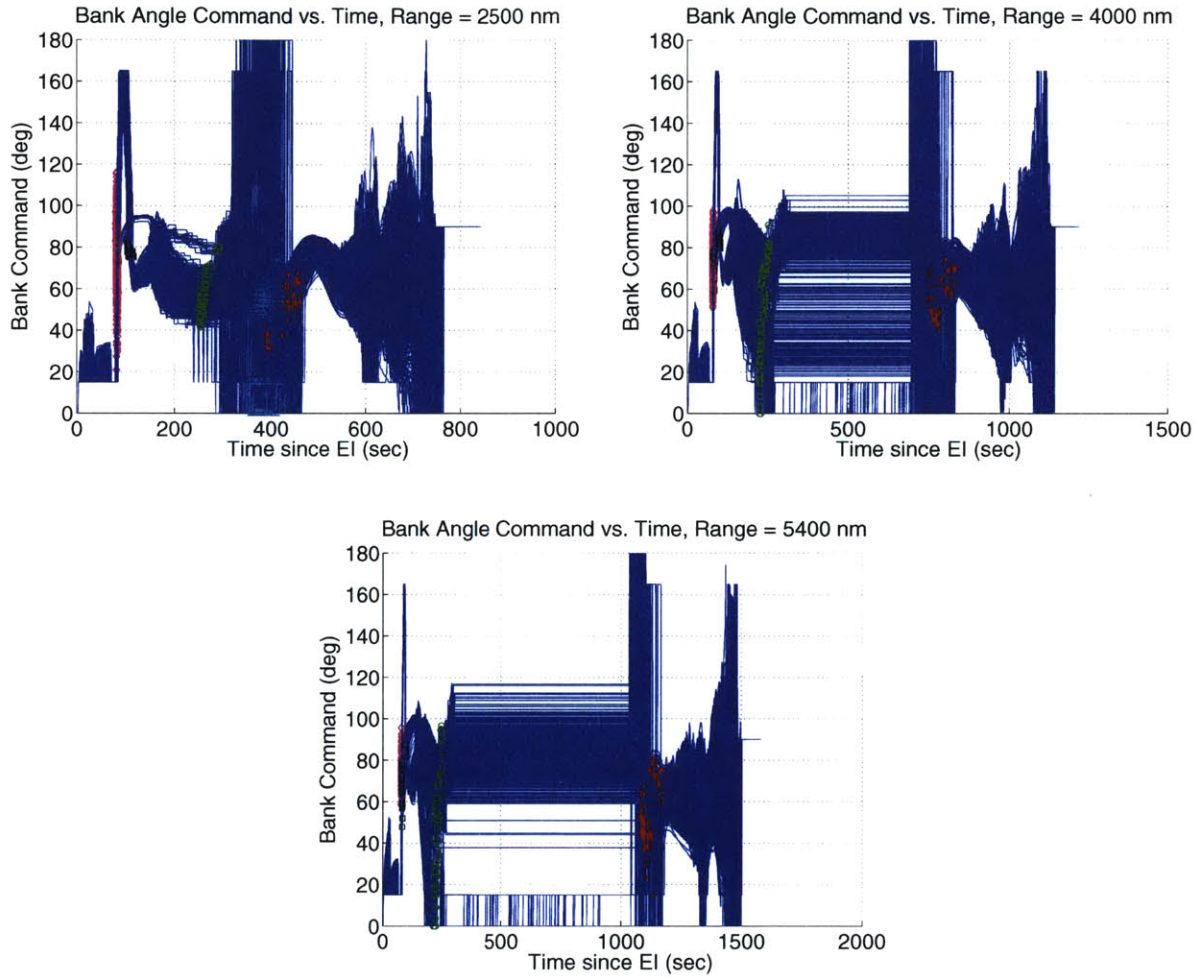 Bank Angle Command vs. Time, Range = 2500 nm
Bank Command (deg)
180
160
140
120
100
80
60
40
20
0
0 200 400 600 800 1000
Time since EI (sec)
Bank Angle Command vs. Time, Range = 4000 nm
Bank Command (deg)
180
160
140
120
100
80
60
40
20
0
0 500 1000 1500
Time since EI (sec)
Bank Angle Command vs. Time, Range = 5400 nm
Bank Command (deg)
180
160
140
120
100
80
60
40
20
0
0 500 1000 1500 2000
Time since EI (sec)